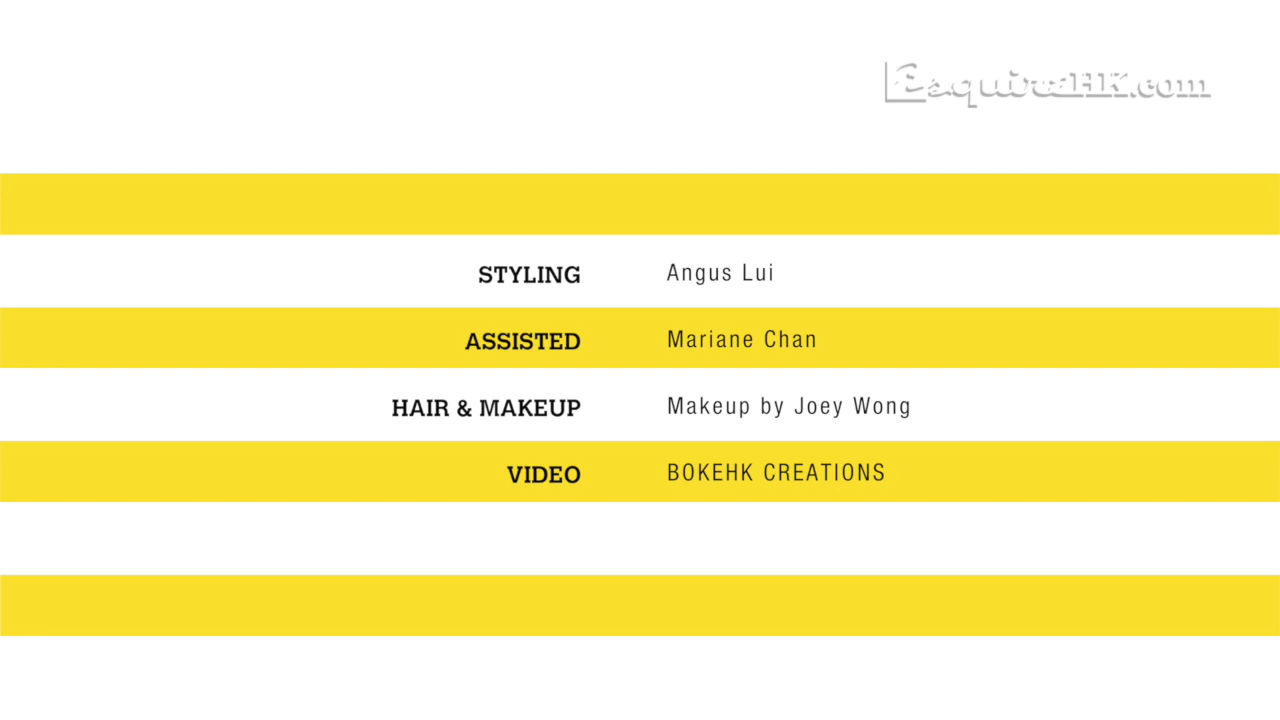 EsquireHK.com
STYLING Angus Lui
ASSISTED Mariane Chan
HAIR & MAKEUP Makeup by Joey Wong
VIDEO BOKEHK CREATIONS